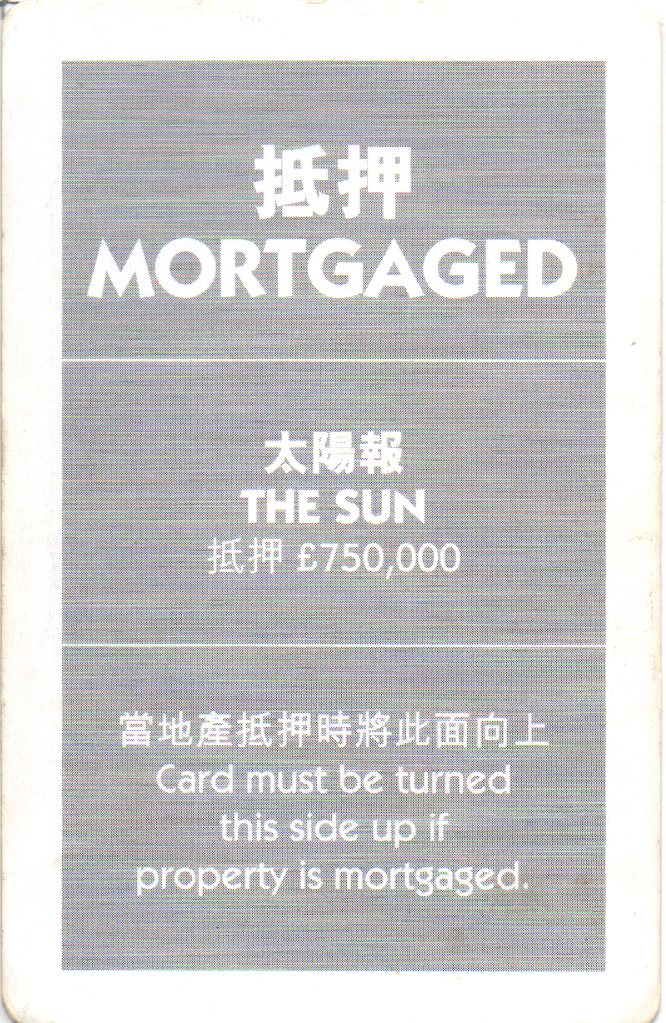 抵押
MORTGAGED
太陽報
THE SUN
抵押 £750,000
當地產抵押時將此面向上
Card must be turned
this side up if
property is mortgaged.